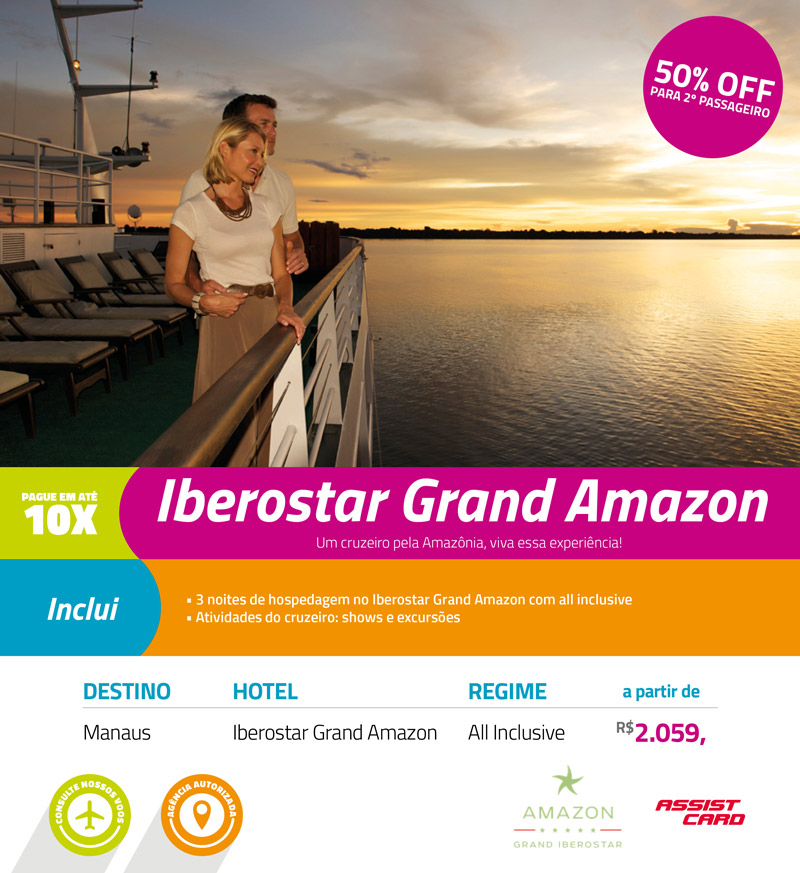 50% OFF
PARA 2º PASSAGEIRO
PAGUE EM ATÉ
10X
Iberostar Grand Amazon
Um cruzeiro pela Amazônia, viva essa experiência!
Inclui
• 3 noites de hospedagem no Iberostar Grand Amazon com all inclusive
• Atividades do cruzeiro: shows e excursões
DESTINO HOTEL REGIME a partir de
Manaus Iberostar Grand Amazon All Inclusive R$2.059,
CONSULTE NOSSOS VOOS
AGÊNCIA AUTORIZADA
AMAZON
GRAND IBEROSTAR
ASSIST
CARD